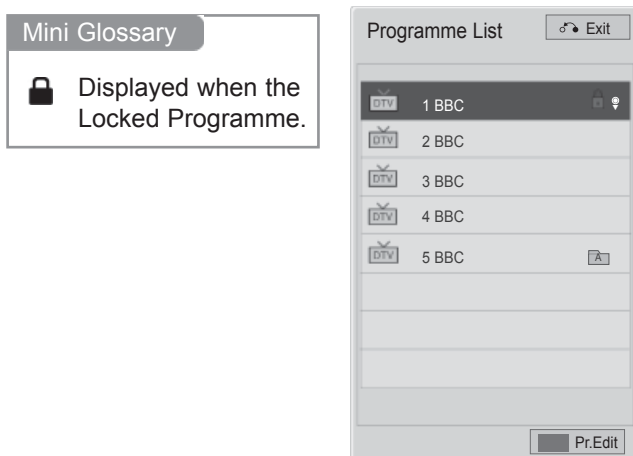 Mini Glossary
Displayed when the
Locked Programme.
Programme List
Exit
DTV 1 BBC
DTV 2 BBC
DTV 3 BBC
DTV 4 BBC
DTV 5 BBC A
Pr.Edit